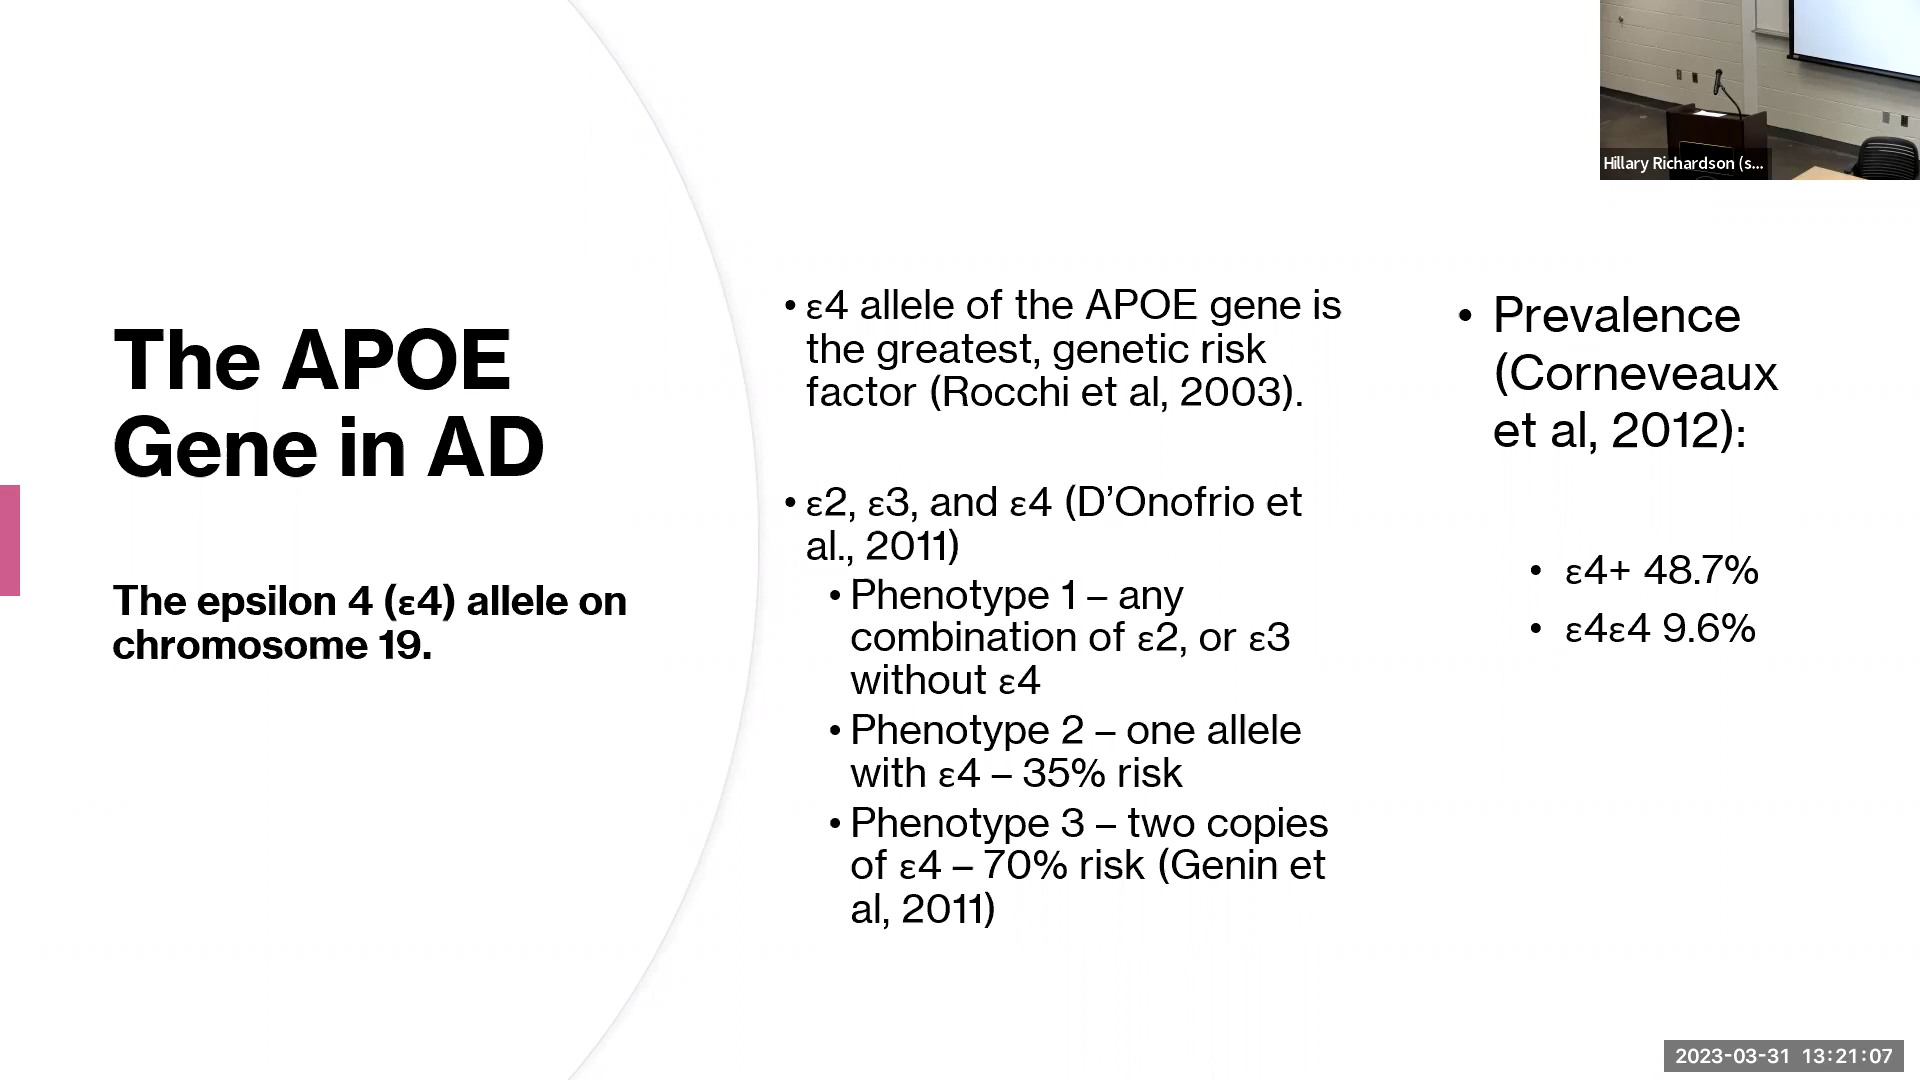 The APOE
Gene in AD
The epsilon 4 (ε4) allele on
chromosome 19.
• ε4 allele of the APOE gene is
the greatest, genetic risk
factor (Rocchi et al, 2003).
• ε2, ε3, and ε4 (D’Onofrio et
al., 2011)
• Phenotype 1 – any
combination of ε2, or ε3
without ε4
• Phenotype 2 – one allele
with ε4 – 35% risk
• Phenotype 3 – two copies
of ε4 – 70% risk (Genin et
al, 2011)
• Prevalence
(Corneveaux
et al, 2012):
• ε4+ 48.7%
• ε4ε4 9.6%
Hillary Richardson (s...
2023-03-31 13:21:07